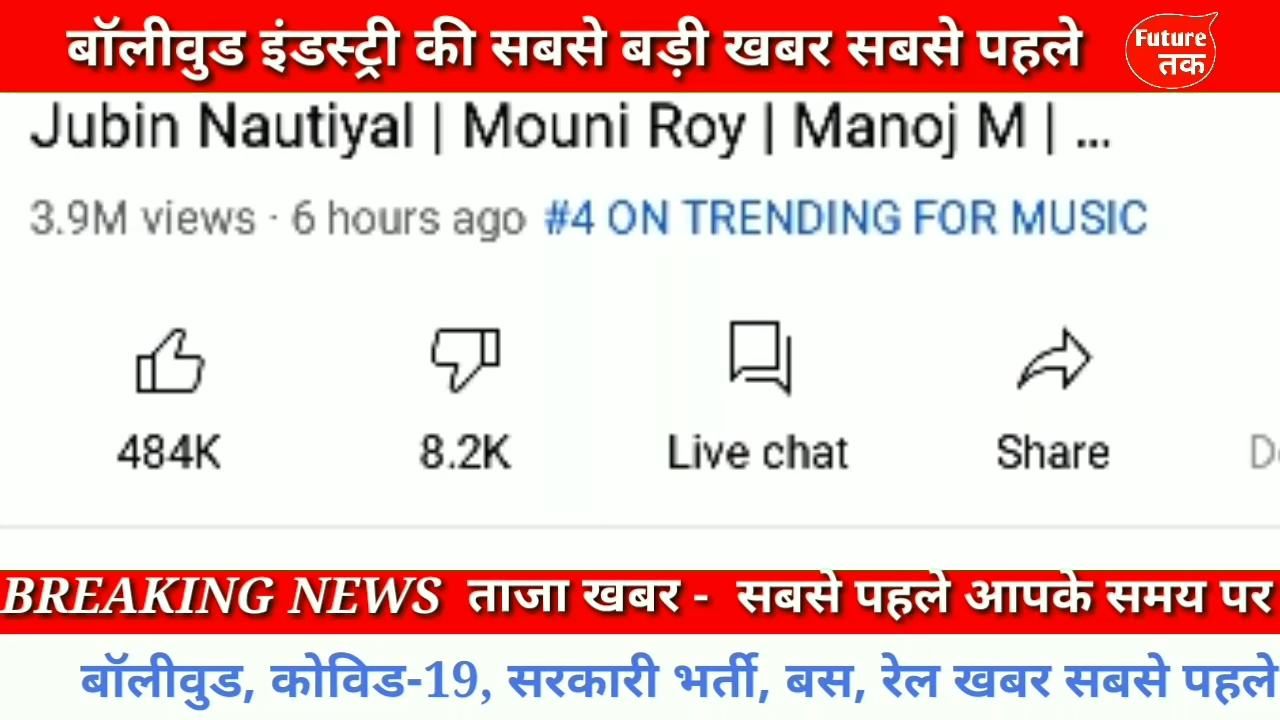 बॉलीवुड इंडस्ट्री की सबसे बड़ी खबर सबसे पहले
Future
तक
Jubin Nautiyal | Mouni Roy | Manoj M | ...
3.9M views · 6 hours ago #4 ON TRENDING FOR MUSIC
484K 8.2K Live chat Share
BREAKING NEWS ताजा खबर - सबसे पहले आपके समय पर
बॉलीवुड, कोविड-19, सरकारी भर्ती, बस, रेल खबर सबसे पहले